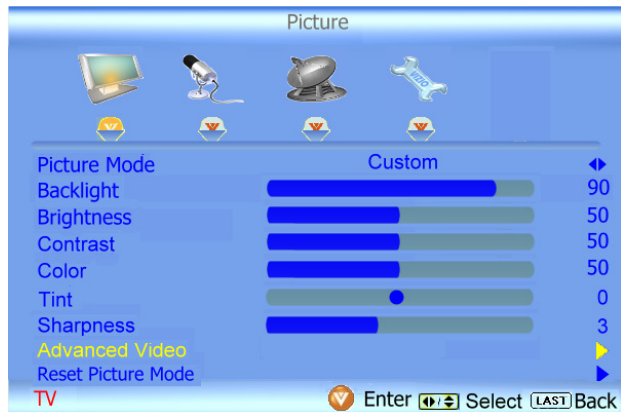 Picture
VIZIO
Picture Mode Custom
Backlight 90
Brightness 50
Contrast 50
Color 50
Tint 0
Sharpness 3
Advanced Video
Reset Picture Mode
TV V Enter Select LAST Back